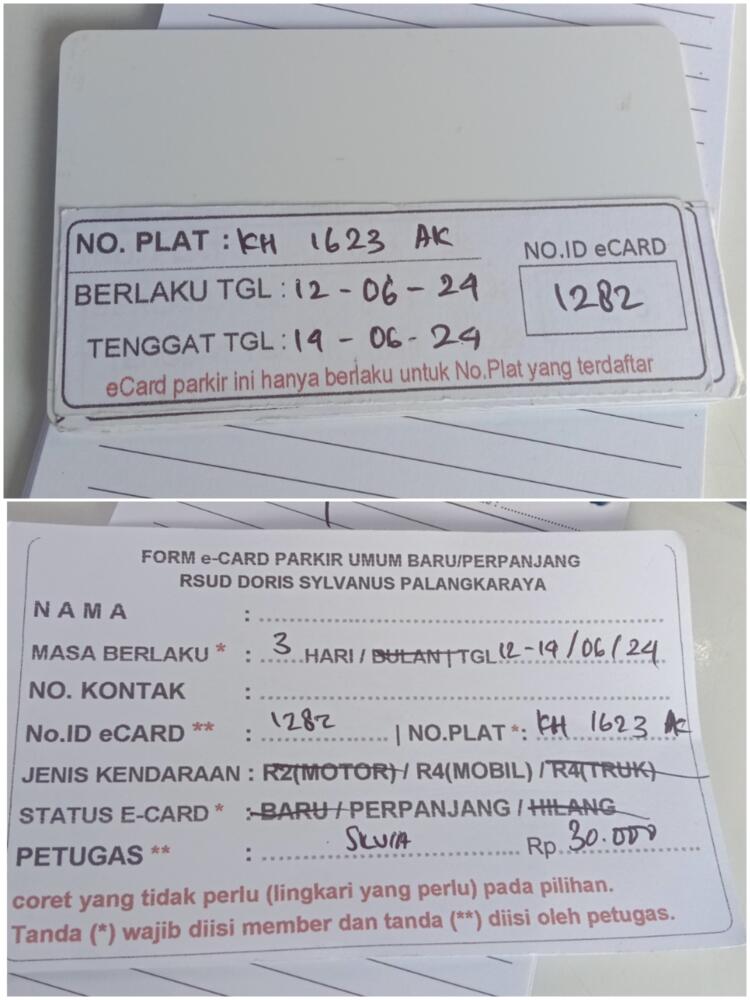 NO. PLAT : KH 1623 AK
NO.ID eCARD
BERLAKU TGL : 12 - 06 - 24
1282
TENGGAT TGL : 14 - 06 - 24
eCard parkir ini hanya berlaku untuk No.Plat yang terdaftar
FORM e-CARD PARKIR UMUM BARU/PERPANJANG
RSUD DORIS SYLVANUS PALANGKARAYA
NAMA :
MASA BERLAKU * : 3 HARI / BULAN | TGL 12-14/06/24
NO. KONTAK :
No.ID eCARD ** : 1282 | NO.PLAT *: KH 1623 AK
JENIS KENDARAAN : R2(MOTOR) / R4(MOBIL) / R4(TRUK)
STATUS E-CARD * : BARU / PERPANJANG / HILANG
PETUGAS ** : SILVIA Rp. 30.000
coret yang tidak perlu (lingkari yang perlu) pada pilihan.
Tanda (*) wajib diisi member dan tanda (**) diisi oleh petugas.